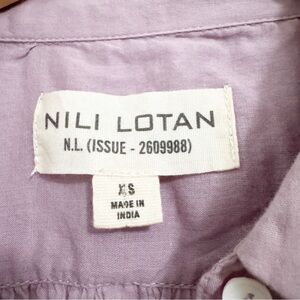 NILI LOTAN
N.L. (ISSUE - 2609988)
XS
MADE IN
INDIA